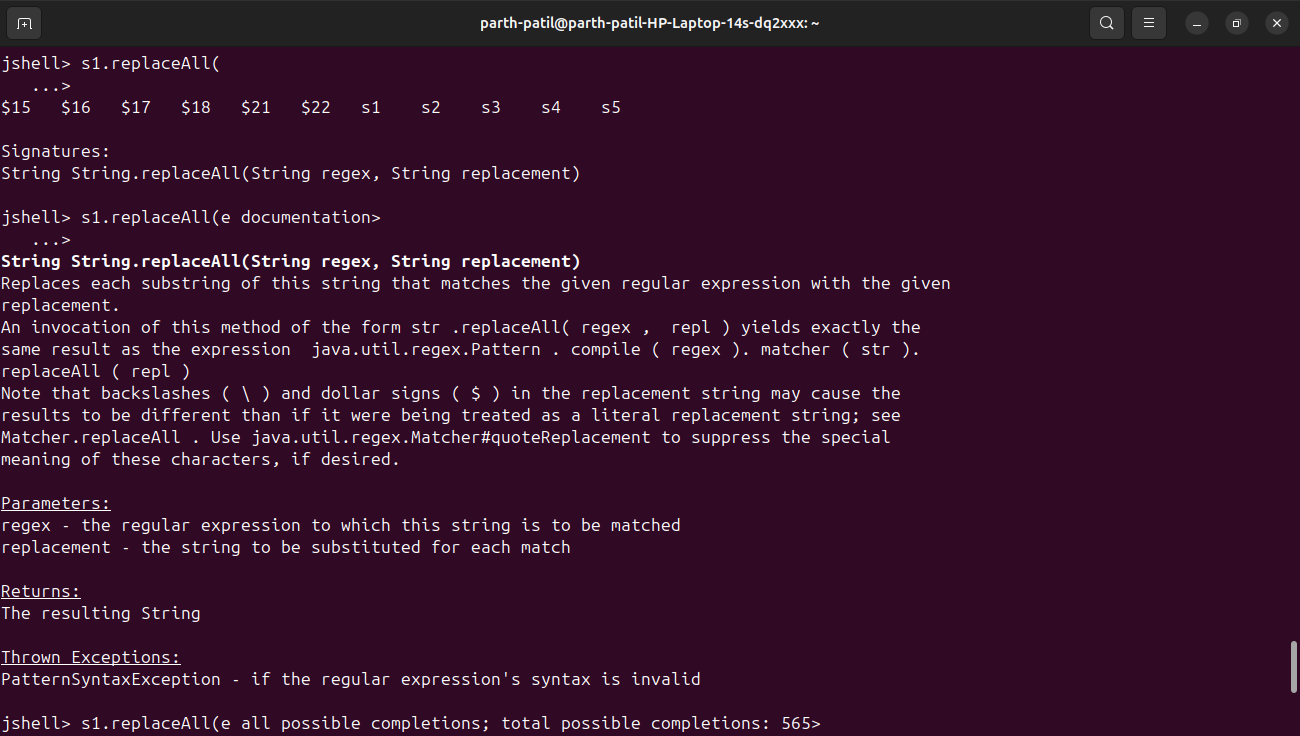 parth-patil@parth-patil-HP-Laptop-14s-dq2xxx: ~
jshell> s1.replaceAll(
   ...>
$15   $16   $17   $18   $21   $22   s1    s2    s3    s4    s5

Signatures:
String String.replaceAll(String regex, String replacement)

jshell> s1.replaceAll(e documentation>
   ...>
String String.replaceAll(String regex, String replacement)
Replaces each substring of this string that matches the given regular expression with the given
replacement.
An invocation of this method of the form str .replaceAll( regex ,  repl ) yields exactly the
same result as the expression  java.util.regex.Pattern . compile ( regex ). matcher ( str ).
replaceAll ( repl )
Note that backslashes ( \ ) and dollar signs ( $ ) in the replacement string may cause the
results to be different than if it were being treated as a literal replacement string; see
Matcher.replaceAll . Use java.util.regex.Matcher#quoteReplacement to suppress the special
meaning of these characters, if desired.

Parameters:
regex - the regular expression to which this string is to be matched
replacement - the string to be substituted for each match

Returns:
The resulting String

Thrown Exceptions:
PatternSyntaxException - if the regular expression's syntax is invalid

jshell> s1.replaceAll(e all possible completions; total possible completions: 565>